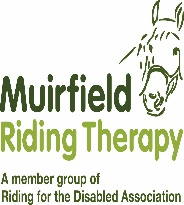 Muirfield
Riding Therapy
A member group of
Riding for the Disabled Association